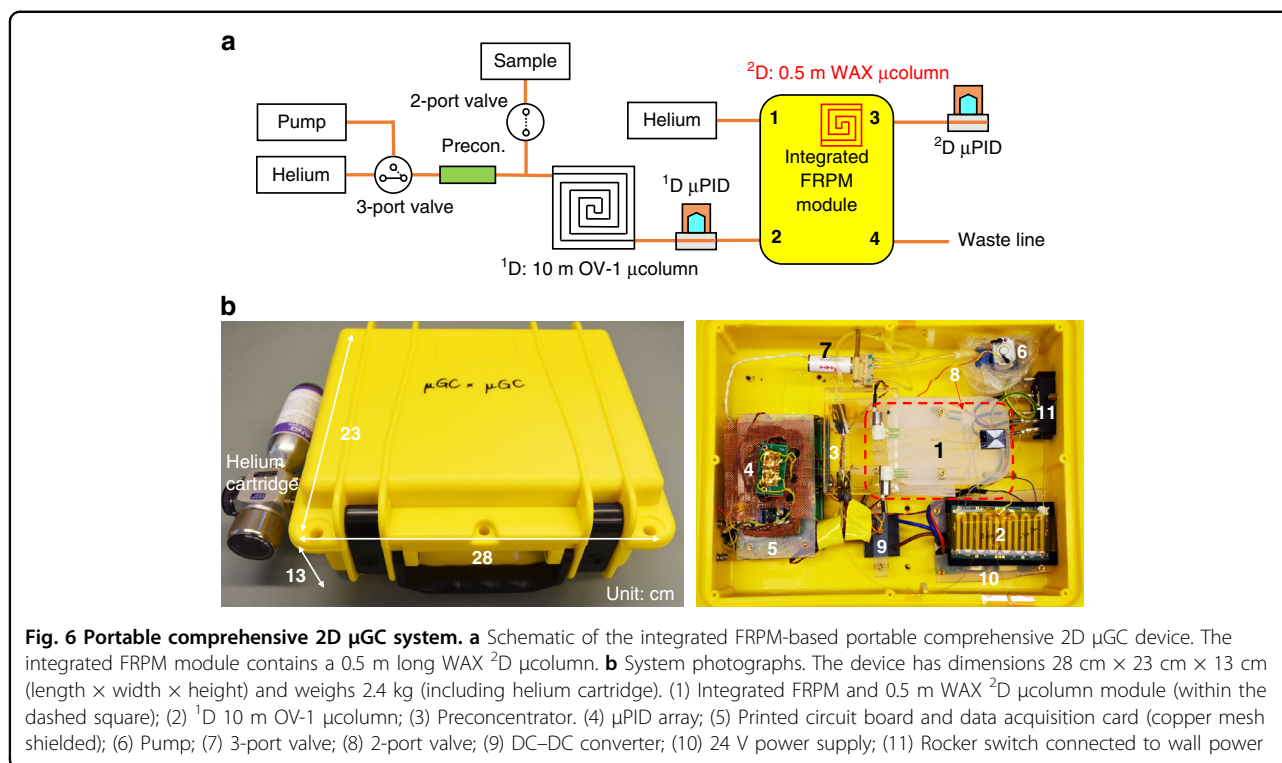 a
Sample
2-port valve
Pump
Precon.
Helium
3-port valve
¹D: 10 m OV-1 μcolumn
¹D μPID
Helium
²D: 0.5 m WAX μcolumn
1
3
Integrated
FRPM
module
2
4
²D μPID
Waste line
b
μGC × μGC
Helium
cartridge
23
28
13
Unit: cm
7
6
8
11
4
3
1
5
9
2
10
Fig. 6 Portable comprehensive 2D μGC system. a Schematic of the integrated FRPM-based portable comprehensive 2D μGC device. The
integrated FRPM module contains a 0.5 m long WAX ²D μcolumn. b System photographs. The device has dimensions 28 cm × 23 cm × 13 cm
(length × width × height) and weighs 2.4 kg (including helium cartridge). (1) Integrated FRPM and 0.5 m WAX ²D μcolumn module (within the
dashed square); (2) ¹D 10 m OV-1 μcolumn; (3) Preconcentrator. (4) μPID array; (5) Printed circuit board and data acquisition card (copper mesh
shielded); (6) Pump; (7) 3-port valve; (8) 2-port valve; (9) DC–DC converter; (10) 24 V power supply; (11) Rocker switch connected to wall power